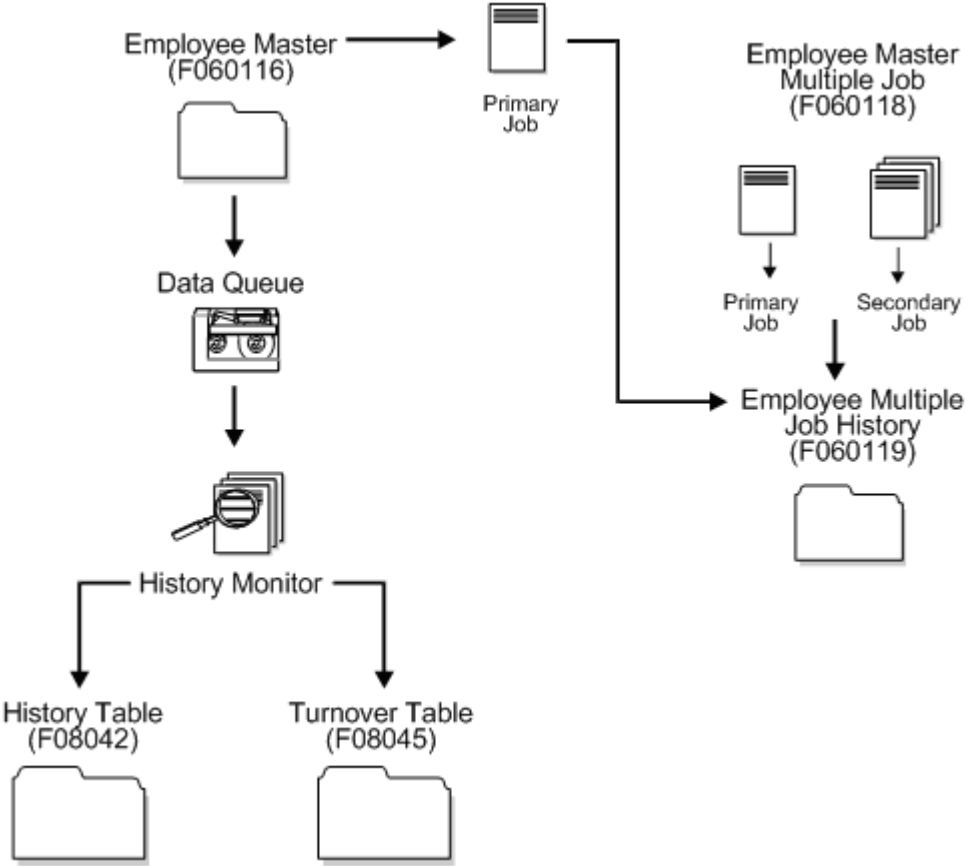 Employee Master
(F060116)
Primary
Job
Employee Master
Multiple Job
(F060118)
Data Queue
Primary
Job
Secondary
Job
Employee Multiple
Job History
(F060119)
History Monitor
History Table
(F08042)
Turnover Table
(F08045)